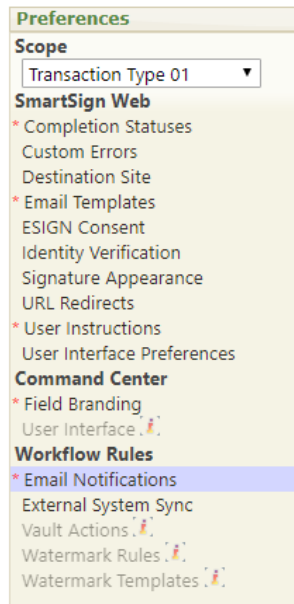 Preferences
Scope
Transaction Type 01
SmartSign Web
* Completion Statuses
Custom Errors
Destination Site
* Email Templates
ESIGN Consent
Identity Verification
Signature Appearance
URL Redirects
* User Instructions
User Interface Preferences
Command Center
* Field Branding
User Interface
Workflow Rules
* Email Notifications
External System Sync
Vault Actions
Watermark Rules
Watermark Templates